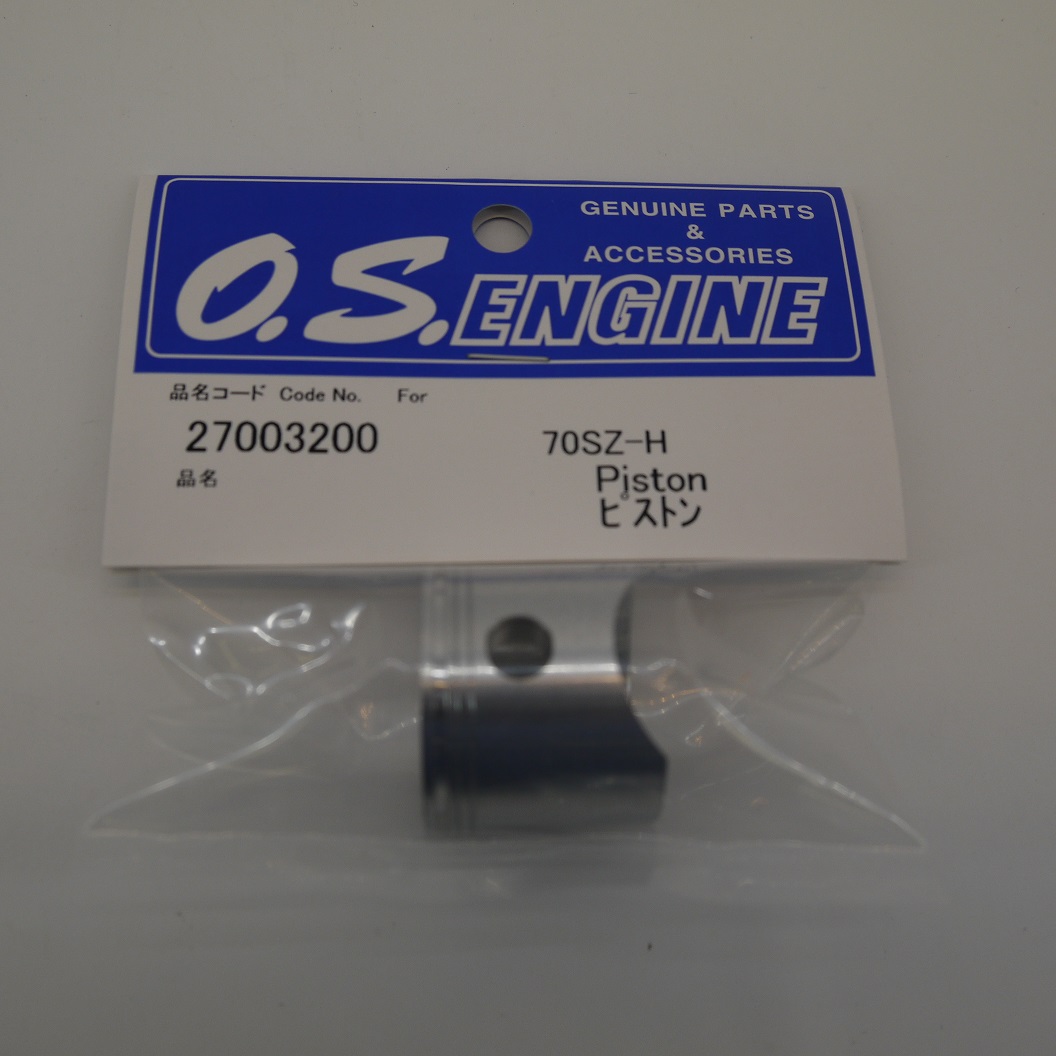 GENUINE PARTS
&
ACCESSORIES
O.S.ENGINE
品名コード Code No. For
27003200 70SZ-H
品名 Piston
ピストン